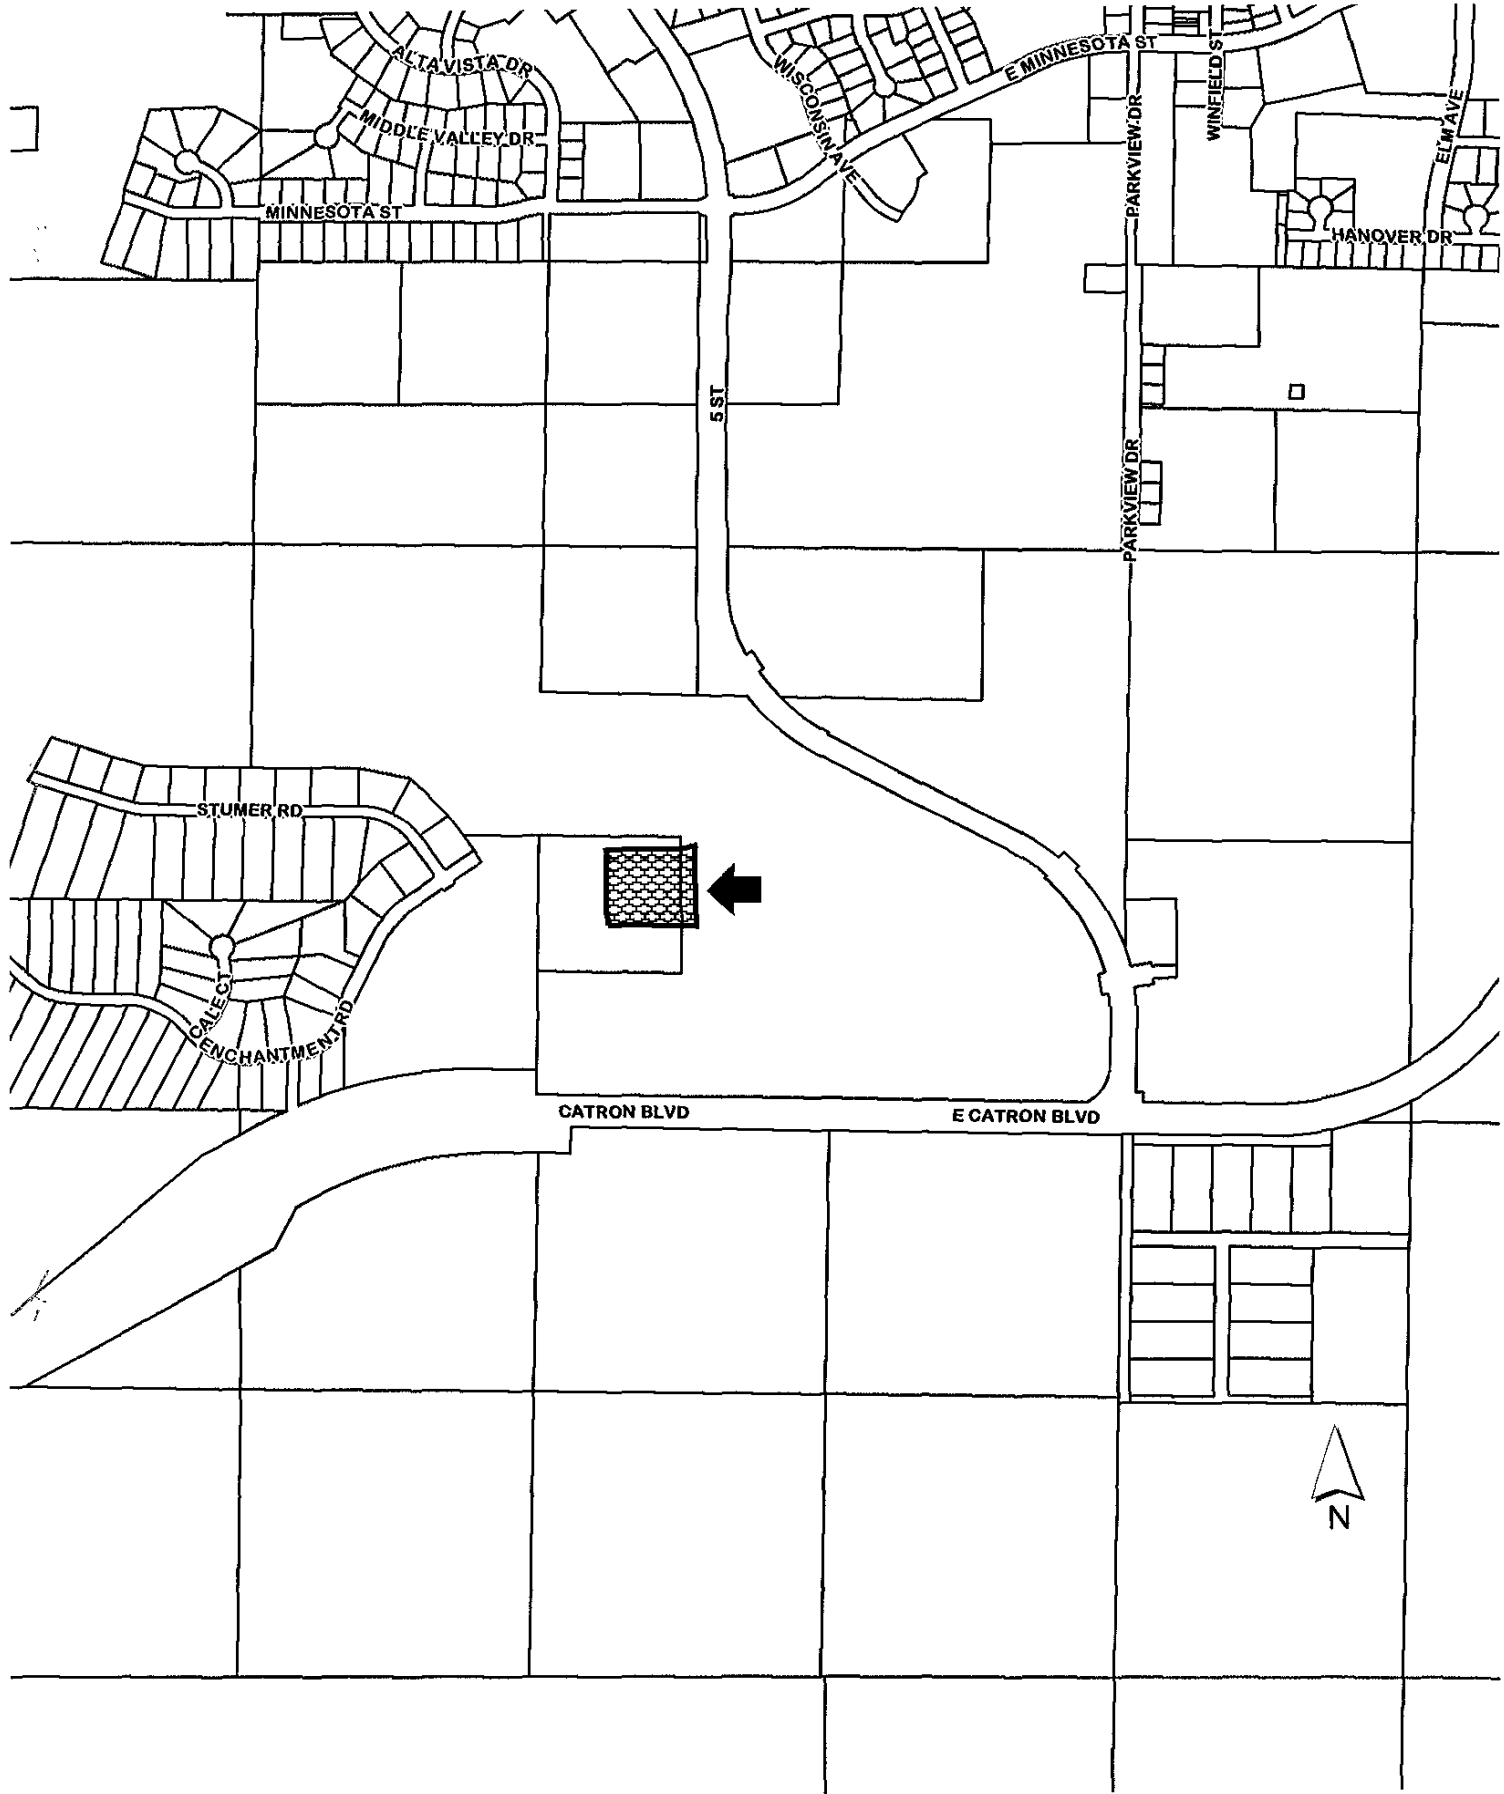 ALTA VISTA DR
WISCONSIN AVE
E MINNESOTA ST
WINFIELD ST
PARKVIEW DR
ELM AVE
MIDDLE VALLEY DR
MINNESOTA ST
HANOVER DR
5 ST
PARKVIEW DR
STUMER RD
CALE CT
ENCHANTMENT RD
CATRON BLVD
E CATRON BLVD
N